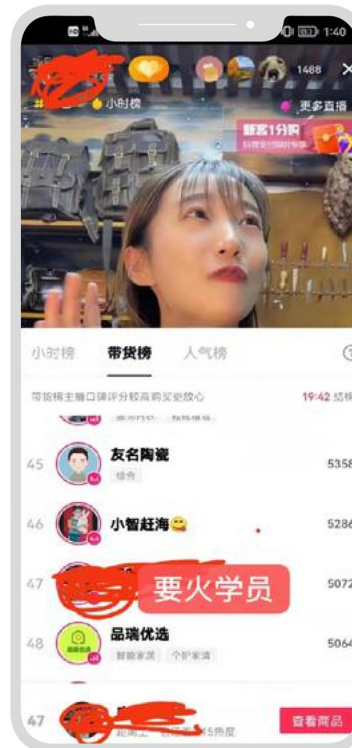 1:40
1488
小时榜
更多直播
新客1分购
小时榜 带货榜 人气榜
带货榜主播口碑评分较高购买更放心 19:42 结榜
45 友名陶瓷 5358
综合
46 小智赶海 5286
47 要火学员 5072
48 品瑞优选 5064
智能家居 个护家清
47
查看商品